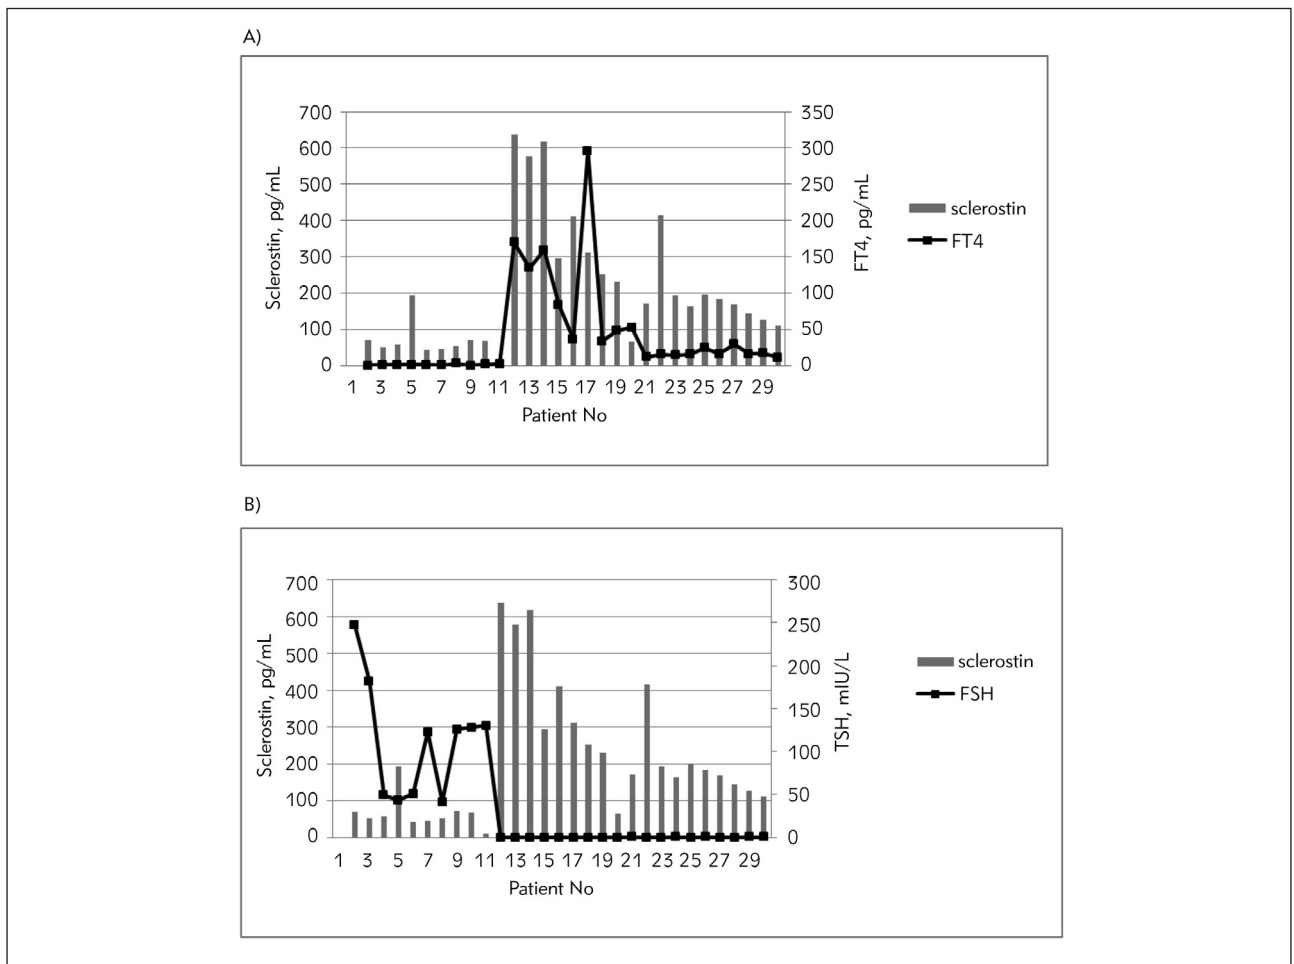 A)
700
600
500
400
300
200
100
0
Sclerostin, pg/mL
350
300
250
200
150
100
50
0
FT4, pg/mL
1 3 5 7 9 11 13 15 17 19 21 23 25 27 29
Patient No
sclerostin
FT4
B)
700
600
500
400
300
200
100
0
Sclerostin, pg/mL
300
250
200
150
100
50
0
TSH, mIU/L
1 3 5 7 9 11 13 15 17 19 21 23 25 27 29
Patient No
sclerostin
FSH